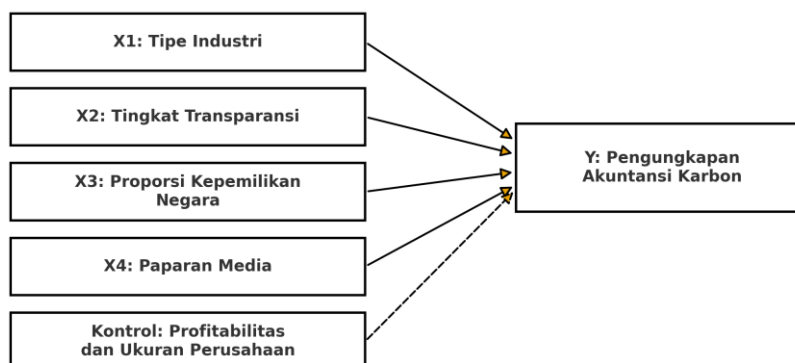 X1: Tipe Industri
X2: Tingkat Transparansi
X3: Proporsi Kepemilikan
Negara
X4: Paparan Media
Kontrol: Profitabilitas
dan Ukuran Perusahaan
Y: Pengungkapan
Akuntansi Karbon